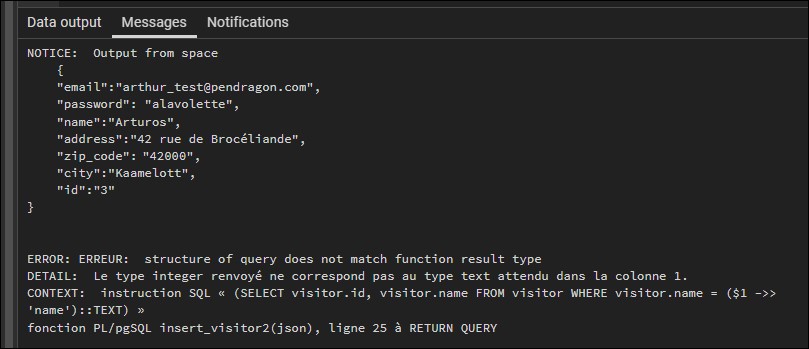 Data output Messages Notifications
NOTICE:  Output from space
    {
    "email":"arthur_test@pendragon.com",
    "password": "alavolette",
    "name":"Arturos",
    "address":"42 rue de Brocéliande",
    "zip_code": "42000",
    "city":"Kaamelott",
    "id":"3"
}
ERROR: ERREUR:  structure of query does not match function result type
DETAIL:  Le type integer renvoyé ne correspond pas au type text attendu dans la colonne 1.
CONTEXT:  instruction SQL « (SELECT visitor.id, visitor.name FROM visitor WHERE visitor.name = ($1 ->>
'name')::TEXT) »
fonction PL/pgSQL insert_visitor2(json), ligne 25 à RETURN QUERY